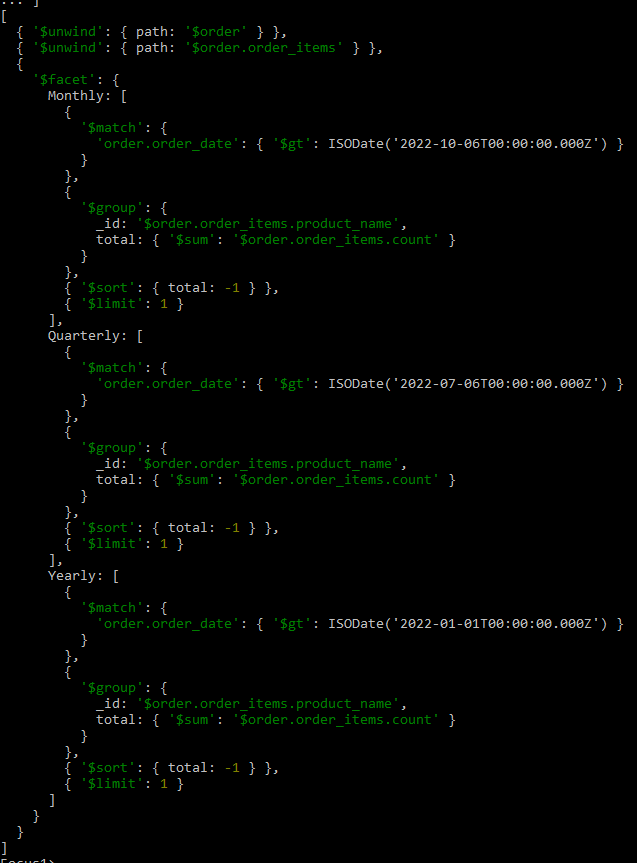 ... ]
[
  { '$unwind': { path: '$order' } },
  { '$unwind': { path: '$order.order_items' } },
  {
    '$facet': {
      Monthly: [
        {
          '$match': {
            'order.order_date': { '$gt': ISODate('2022-10-06T00:00:00.000Z') }
          }
        },
        {
          '$group': {
            _id: '$order.order_items.product_name',
            total: { '$sum': '$order.order_items.count' }
          }
        },
        { '$sort': { total: -1 } },
        { '$limit': 1 }
      ],
      Quarterly: [
        {
          '$match': {
            'order.order_date': { '$gt': ISODate('2022-07-06T00:00:00.000Z') }
          }
        },
        {
          '$group': {
            _id: '$order.order_items.product_name',
            total: { '$sum': '$order.order_items.count' }
          }
        },
        { '$sort': { total: -1 } },
        { '$limit': 1 }
      ],
      Yearly: [
        {
          '$match': {
            'order.order_date': { '$gt': ISODate('2022-01-01T00:00:00.000Z') }
          }
        },
        {
          '$group': {
            _id: '$order.order_items.product_name',
            total: { '$sum': '$order.order_items.count' }
          }
        },
        { '$sort': { total: -1 } },
        { '$limit': 1 }
      ]
    }
  }
]